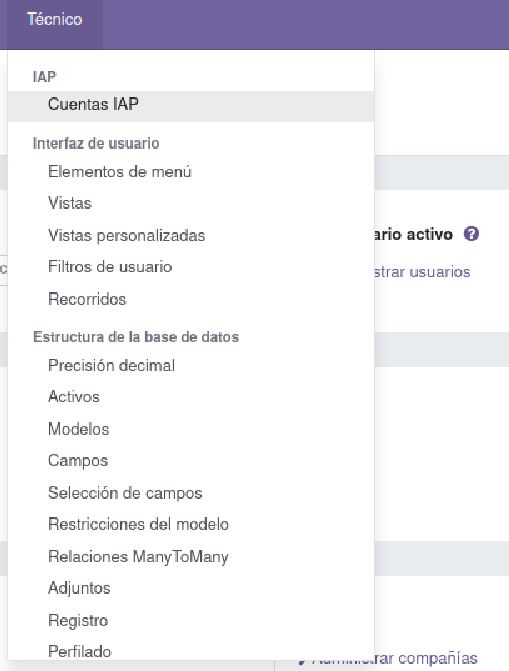 Técnico
IAP
Cuentas IAP
Interfaz de usuario
Elementos de menú
Vistas
Vistas personalizadas
ario activo
Filtros de usuario
strar usuarios
Recorridos
Estructura de la base de datos
Precisión decimal
Activos
Modelos
Campos
Selección de campos
Restricciones del modelo
Relaciones ManyToMany
Adjuntos
Registro
Perfilado
Administrar compañías